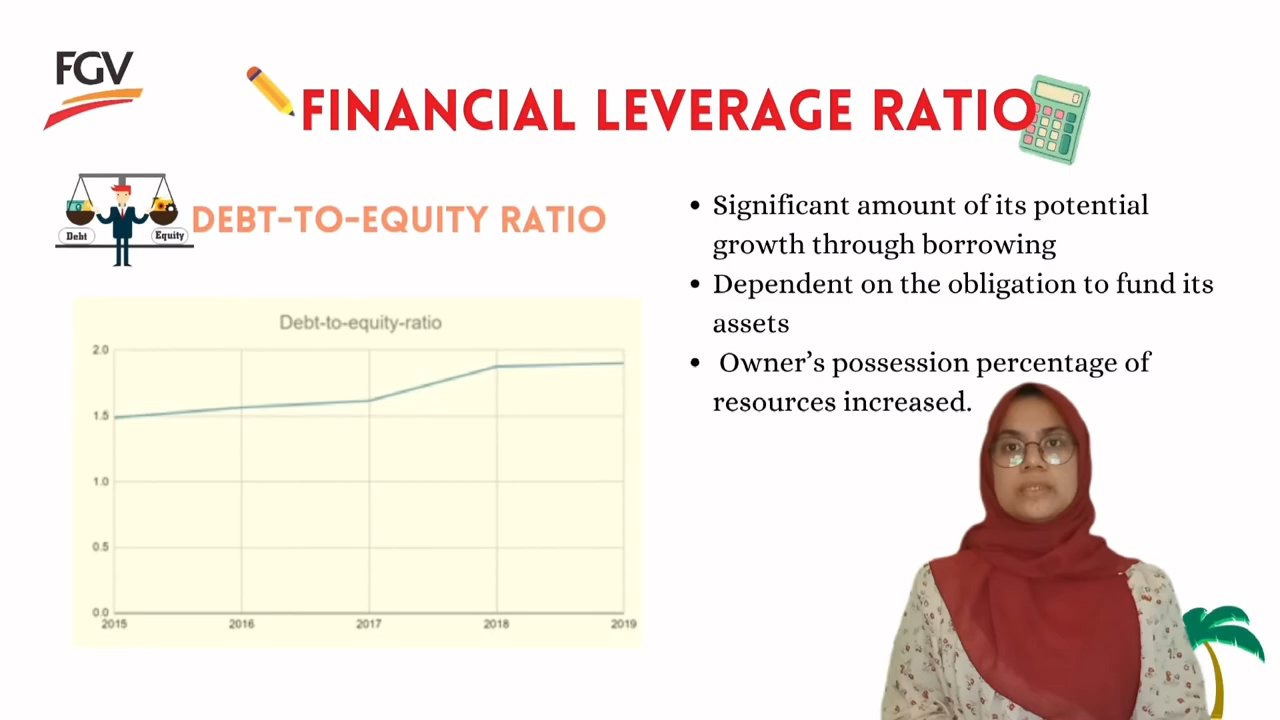 FGV
FINANCIAL LEVERAGE RATIO
Debt
Equity
DEBT-TO-EQUITY RATIO
Debt-to-equity-ratio
2.0
1.5
1.0
0.5
0.0
2015
2016
2017
2018
2019
• Significant amount of its potential
growth through borrowing
• Dependent on the obligation to fund its
assets
• Owner's possession percentage of
resources increased.